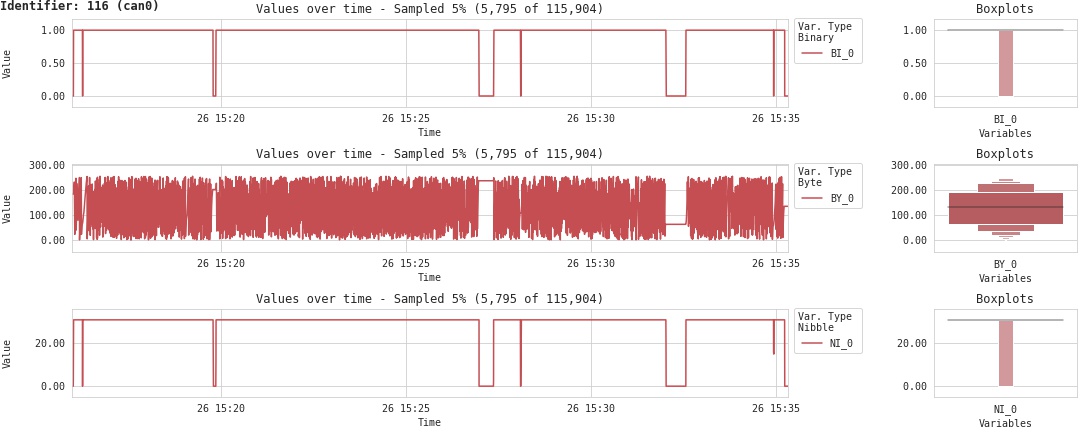 Identifier: 116 (can0)
Values over time - Sampled 5% (5,795 of 115,904)
Boxplots
1.00
0.50
0.00
Value
26 15:20
26 15:25
26 15:30
26 15:35
Time
Var. Type
Binary
BI_0
1.00
0.50
0.00
BI_0
Variables
Values over time - Sampled 5% (5,795 of 115,904)
Boxplots
300.00
200.00
100.00
0.00
Value
26 15:20
26 15:25
26 15:30
26 15:35
Time
Var. Type
Byte
BY_0
300.00
200.00
100.00
0.00
BY_0
Variables
Values over time - Sampled 5% (5,795 of 115,904)
Boxplots
20.00
0.00
Value
26 15:20
26 15:25
26 15:30
26 15:35
Time
Var. Type
Nibble
NI_0
20.00
0.00
NI_0
Variables